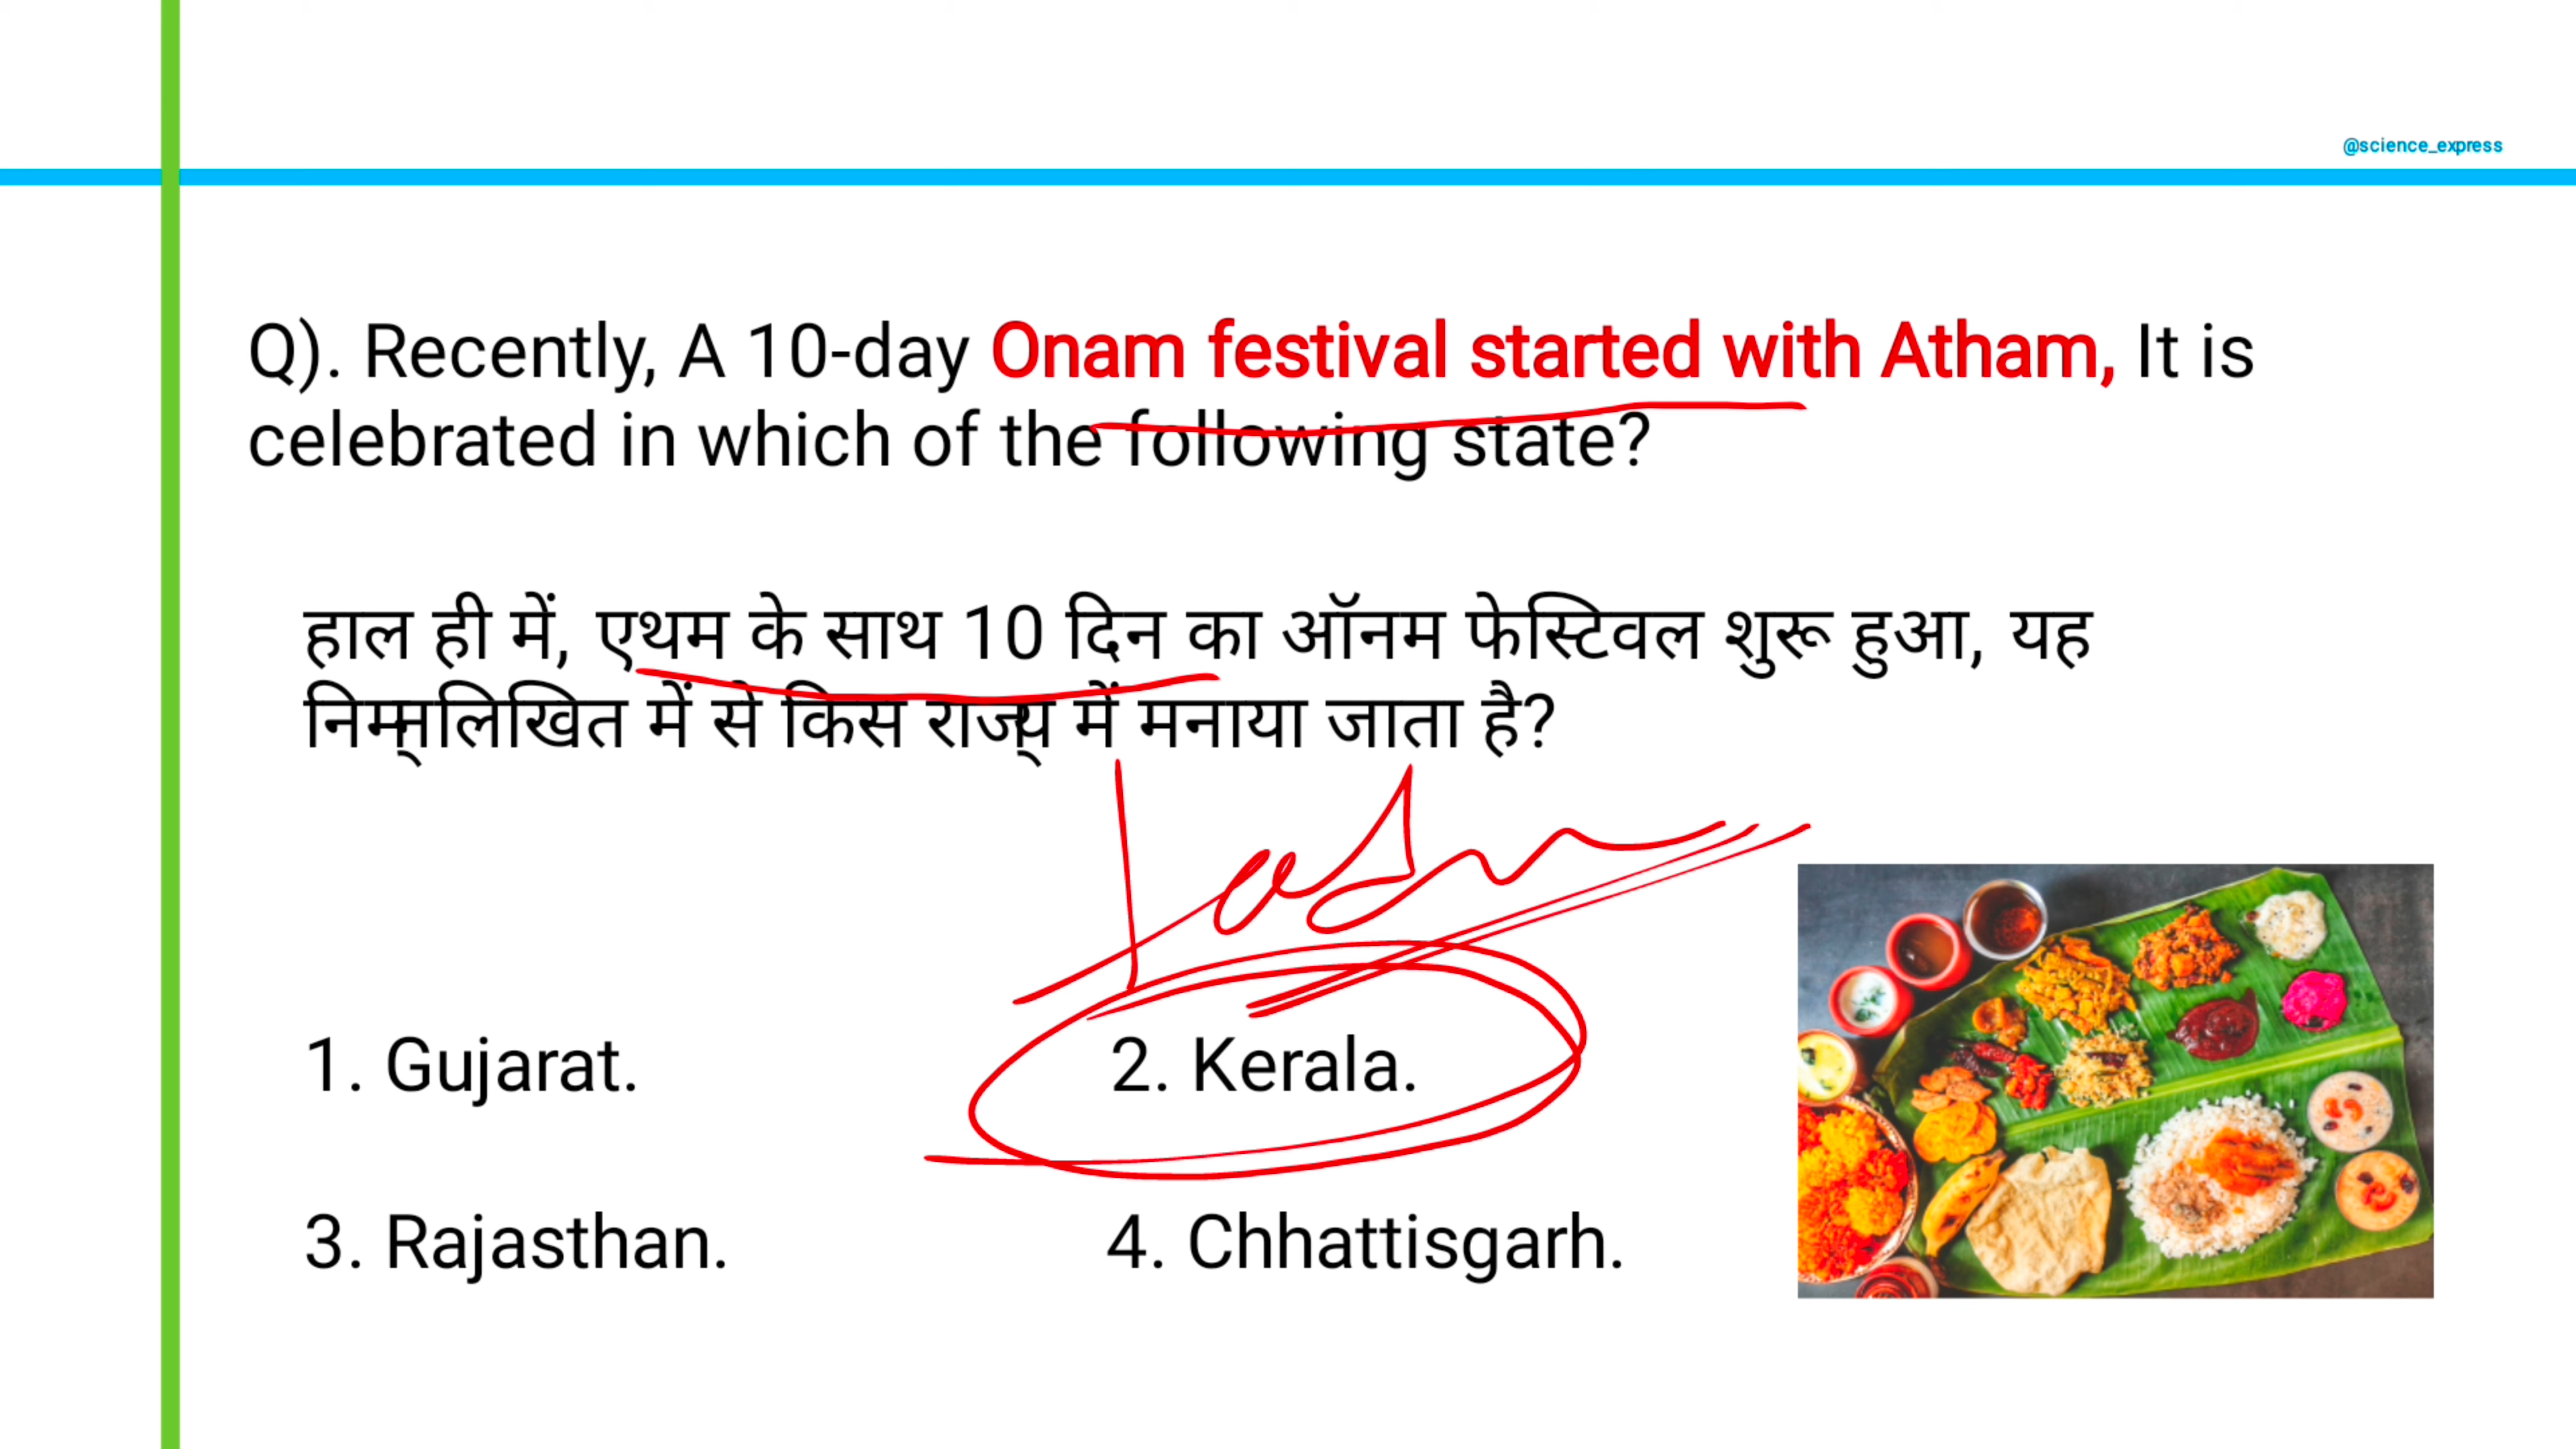 @science_express
Q). Recently, A 10-day Onam festival started with Atham, It is
celebrated in which of the following state?
हाल ही में, एथम के साथ 10 दिन का ऑनम फेस्टिवल शुरू हुआ, यह
निम्न्लिखित में से किस राज्य् में मनाया जाता है?
1. Gujarat.
2. Kerala.
3. Rajasthan.
4. Chhattisgarh.